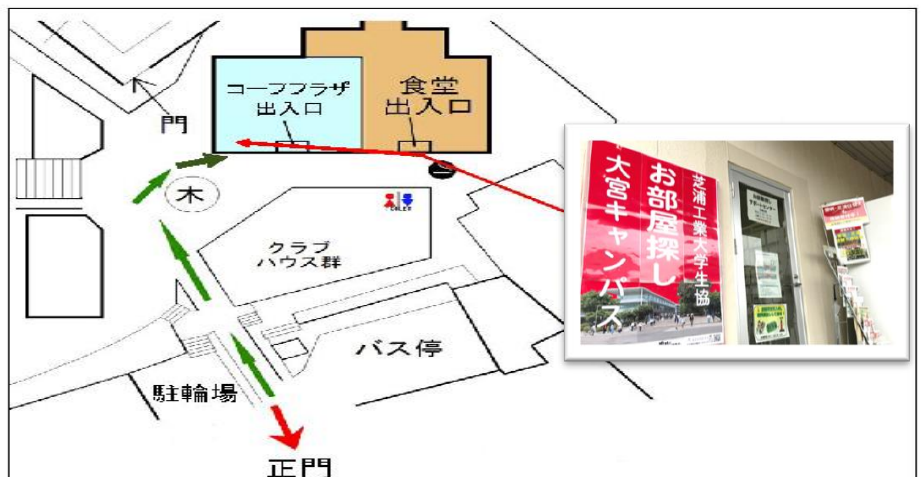 コーププラザ
出入口
食堂
出入口
門
木
クラブ
ハウス群
バス停
駐輪場
正門
芝浦工業大学生協
お部屋探し
大宮キャンパス